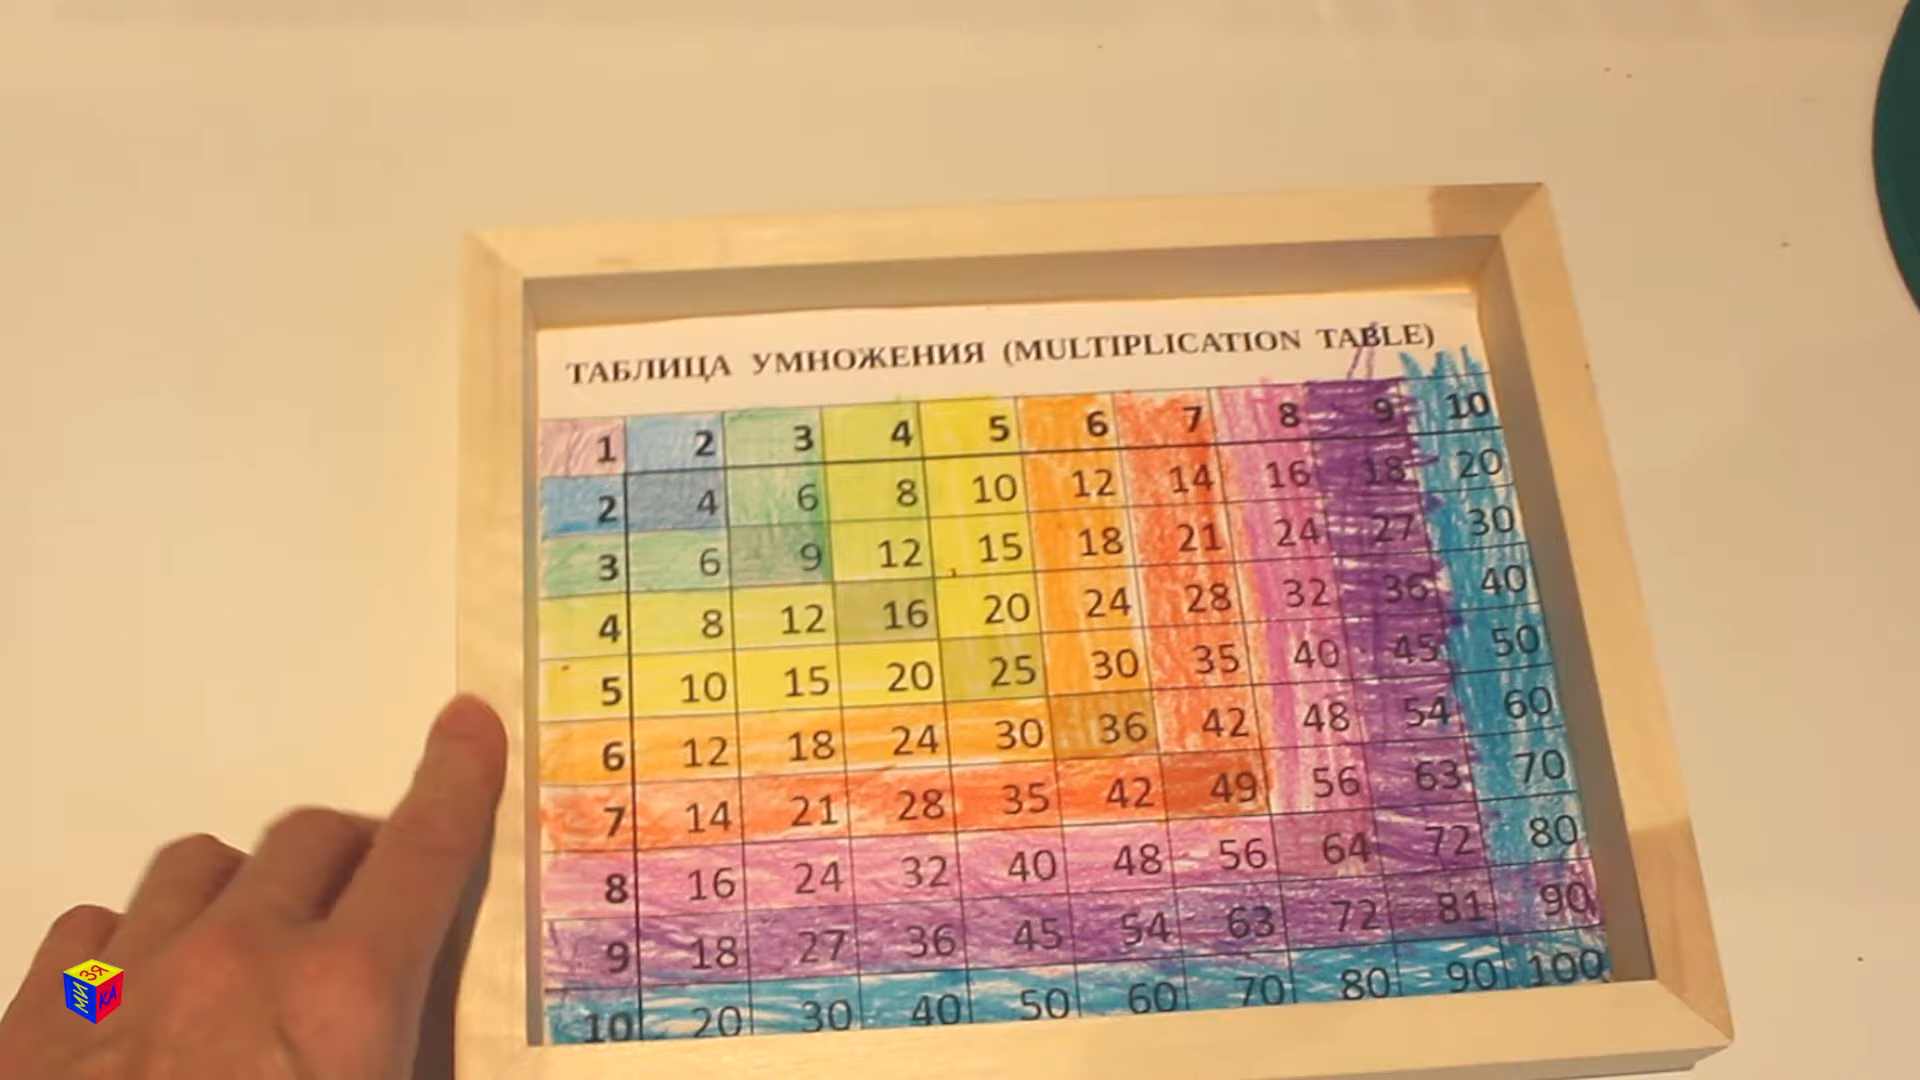 ТАБЛИЦА УМНОЖЕНИЯ (MULTIPLICATION TABLE)
1 2 3 4 5 6 7 8 9 10
2 4 6 8 10 12 14 16 18 20
3 6 9 12 15 18 21 24 27 30
4 8 12 16 20 24 28 32 36 40
5 10 15 20 25 30 35 40 45 50
6 12 18 24 30 36 42 48 54 60
7 14 21 28 35 42 49 56 63 70
8 16 24 32 40 48 56 64 72 80
9 18 27 36 45 54 63 72 81 90
10 20 30 40 50 60 70 80 90 100
МИ
ЗЯ
КА